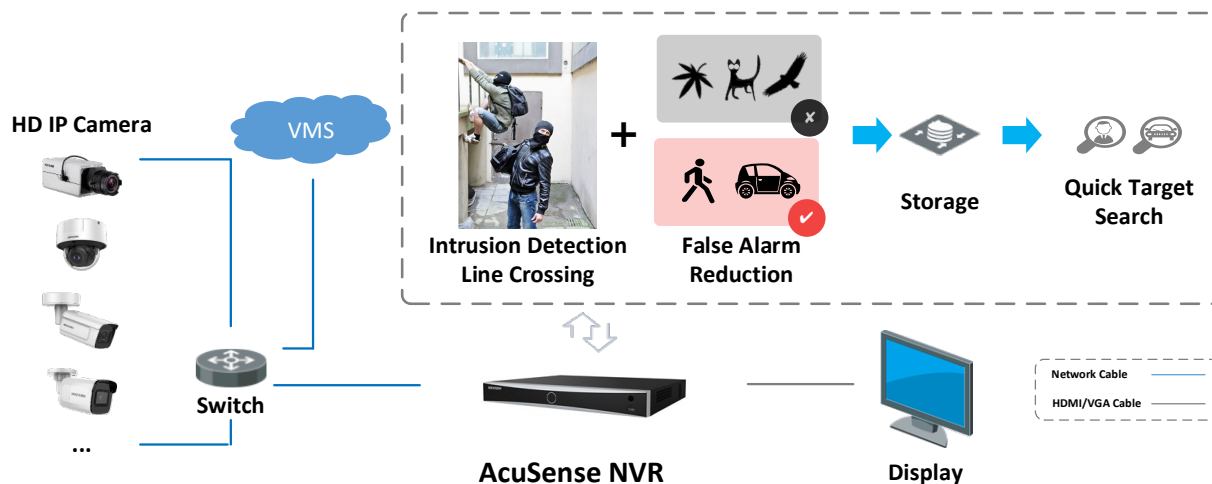 HD IP Camera
VMS
Intrusion Detection
Line Crossing
+
False Alarm
Reduction
Storage
Quick Target
Search
Switch
...
AcuSense NVR
Display
Network Cable
HDMI/VGA Cable